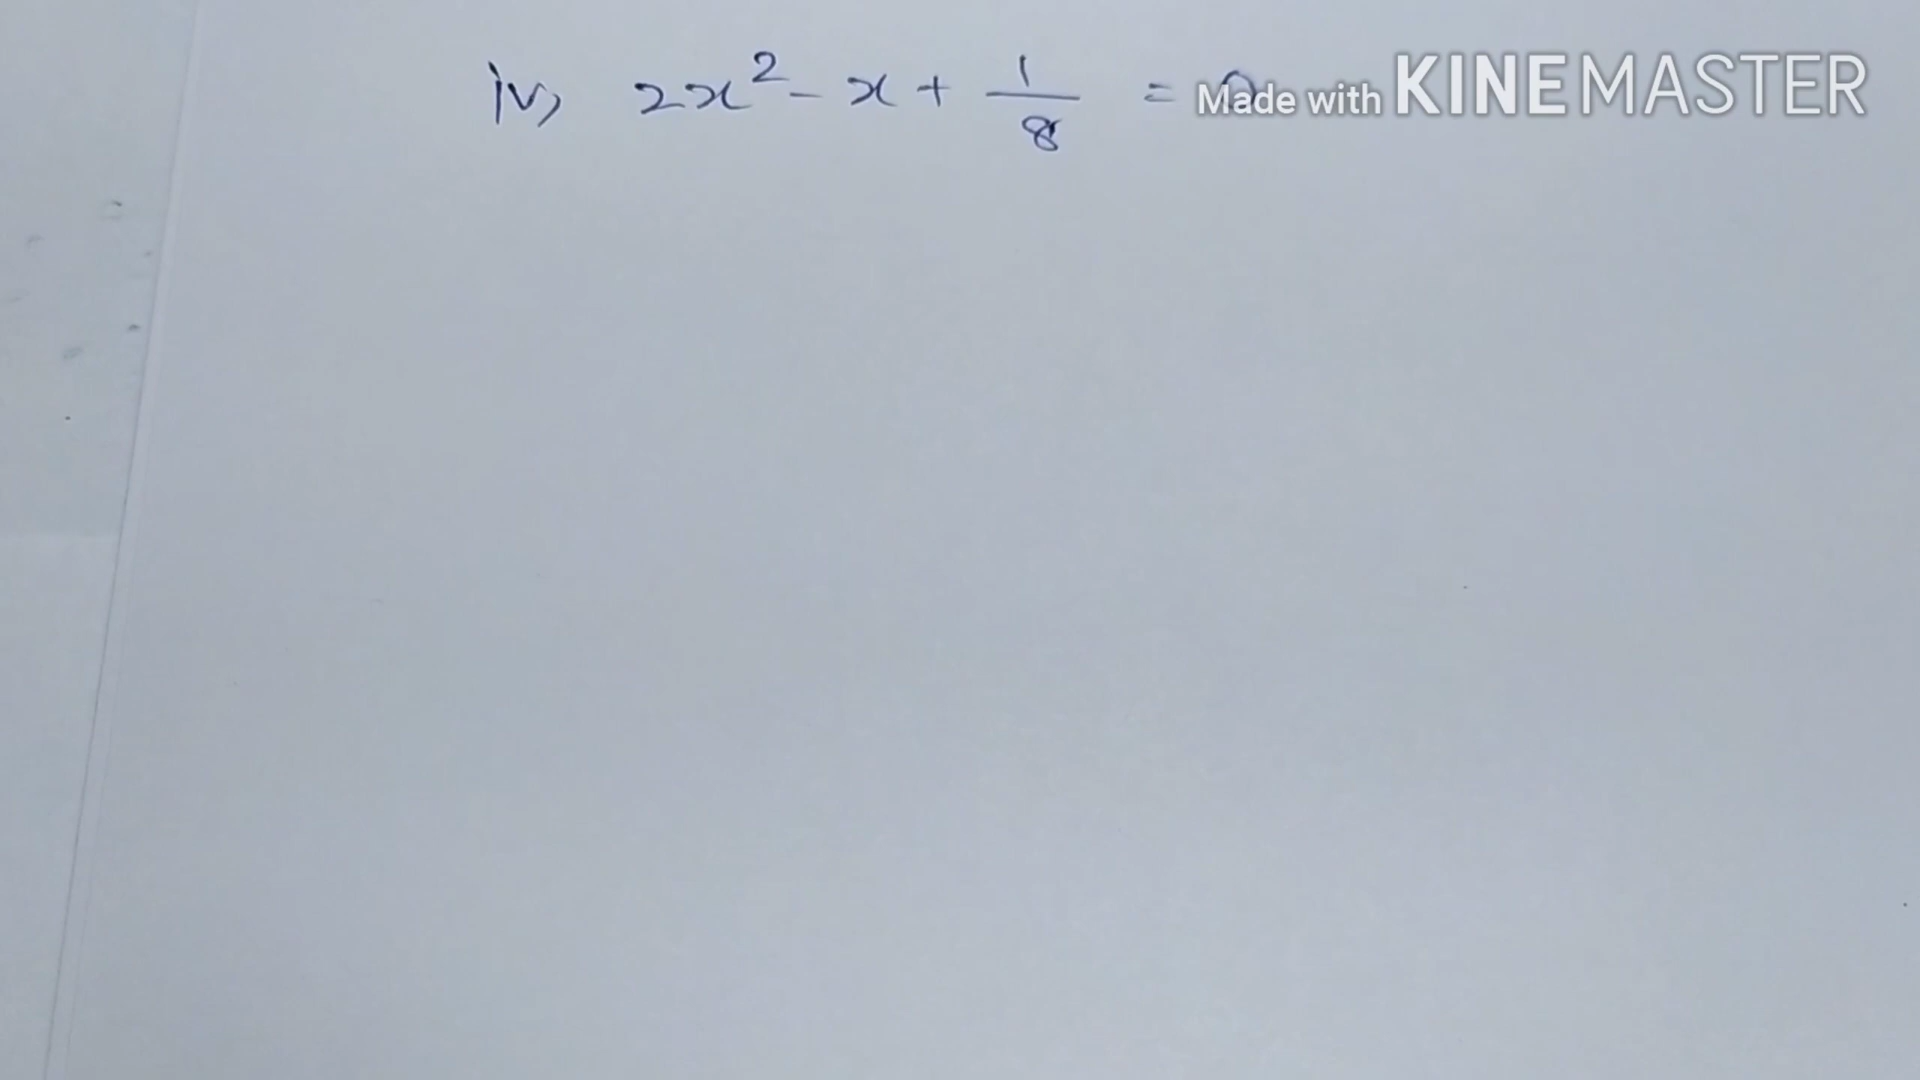 iv) 2x² - x + 1/8 = 0
Made with KINEMASTER